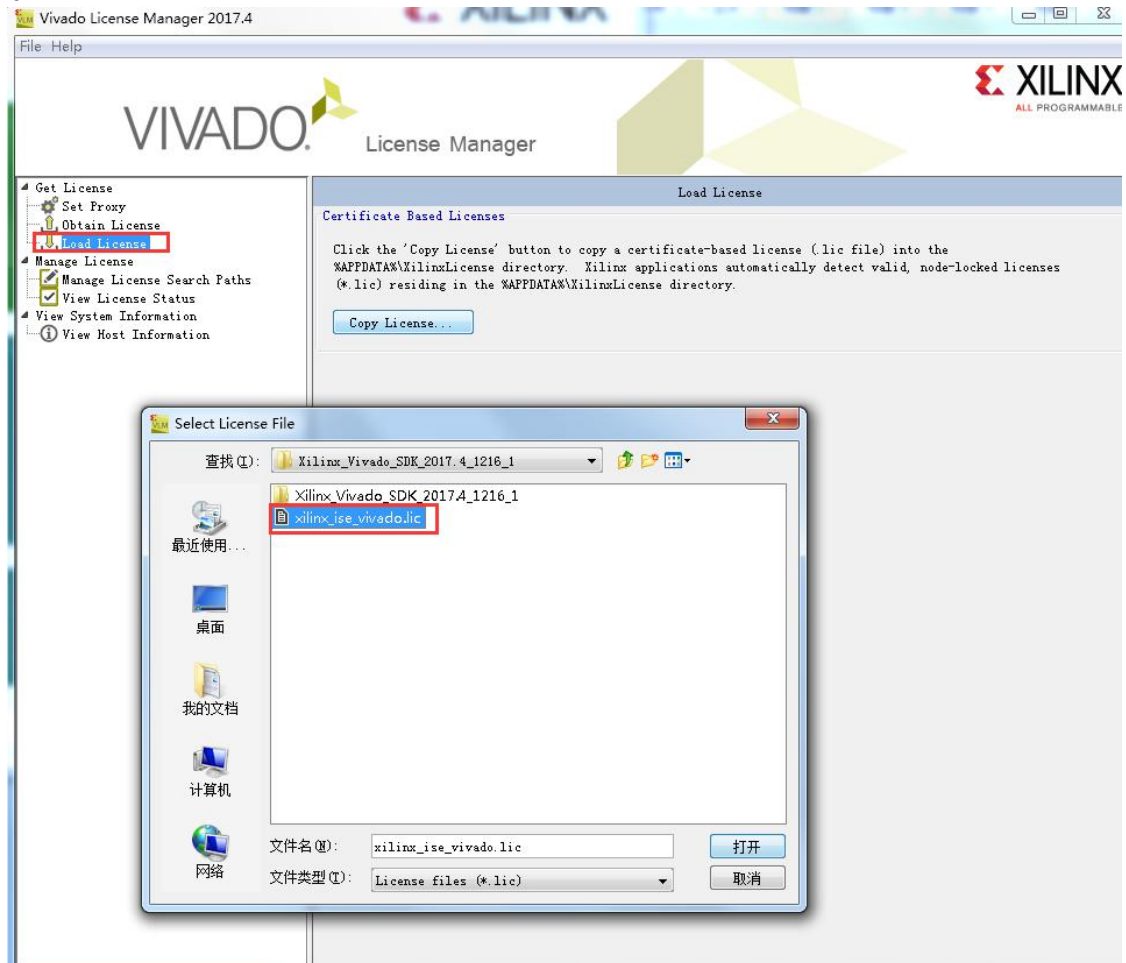 Vivado License Manager 2017.4
XILINX
File Help
VIVADO. License Manager
XILINX
ALL PROGRAMMABLE
Get License
Set Proxy
Obtain License
Load License
Manage License
Manage License Search Paths
View License Status
View System Information
View Host Information
Load License
Certificate Based Licenses
Click the 'Copy License' button to copy a certificate-based license (.lic file) into the
%APPDATA%\XilinxLicense directory. Xilinx applications automatically detect valid, node-locked licenses
(*.lic) residing in the %APPDATA%\XilinxLicense directory.
Copy License...
Select License File
查找(I):
Xilinx_Vivado_SDK_2017.4_1216_1
Xilinx_Vivado_SDK_2017.4_1216_1
xilinx_ise_vivado.lic
最近使用...
桌面
我的文档
计算机
网络
文件名(N): xilinx_ise_vivado.lic 打开
文件类型(T): License files (*.lic) 取消